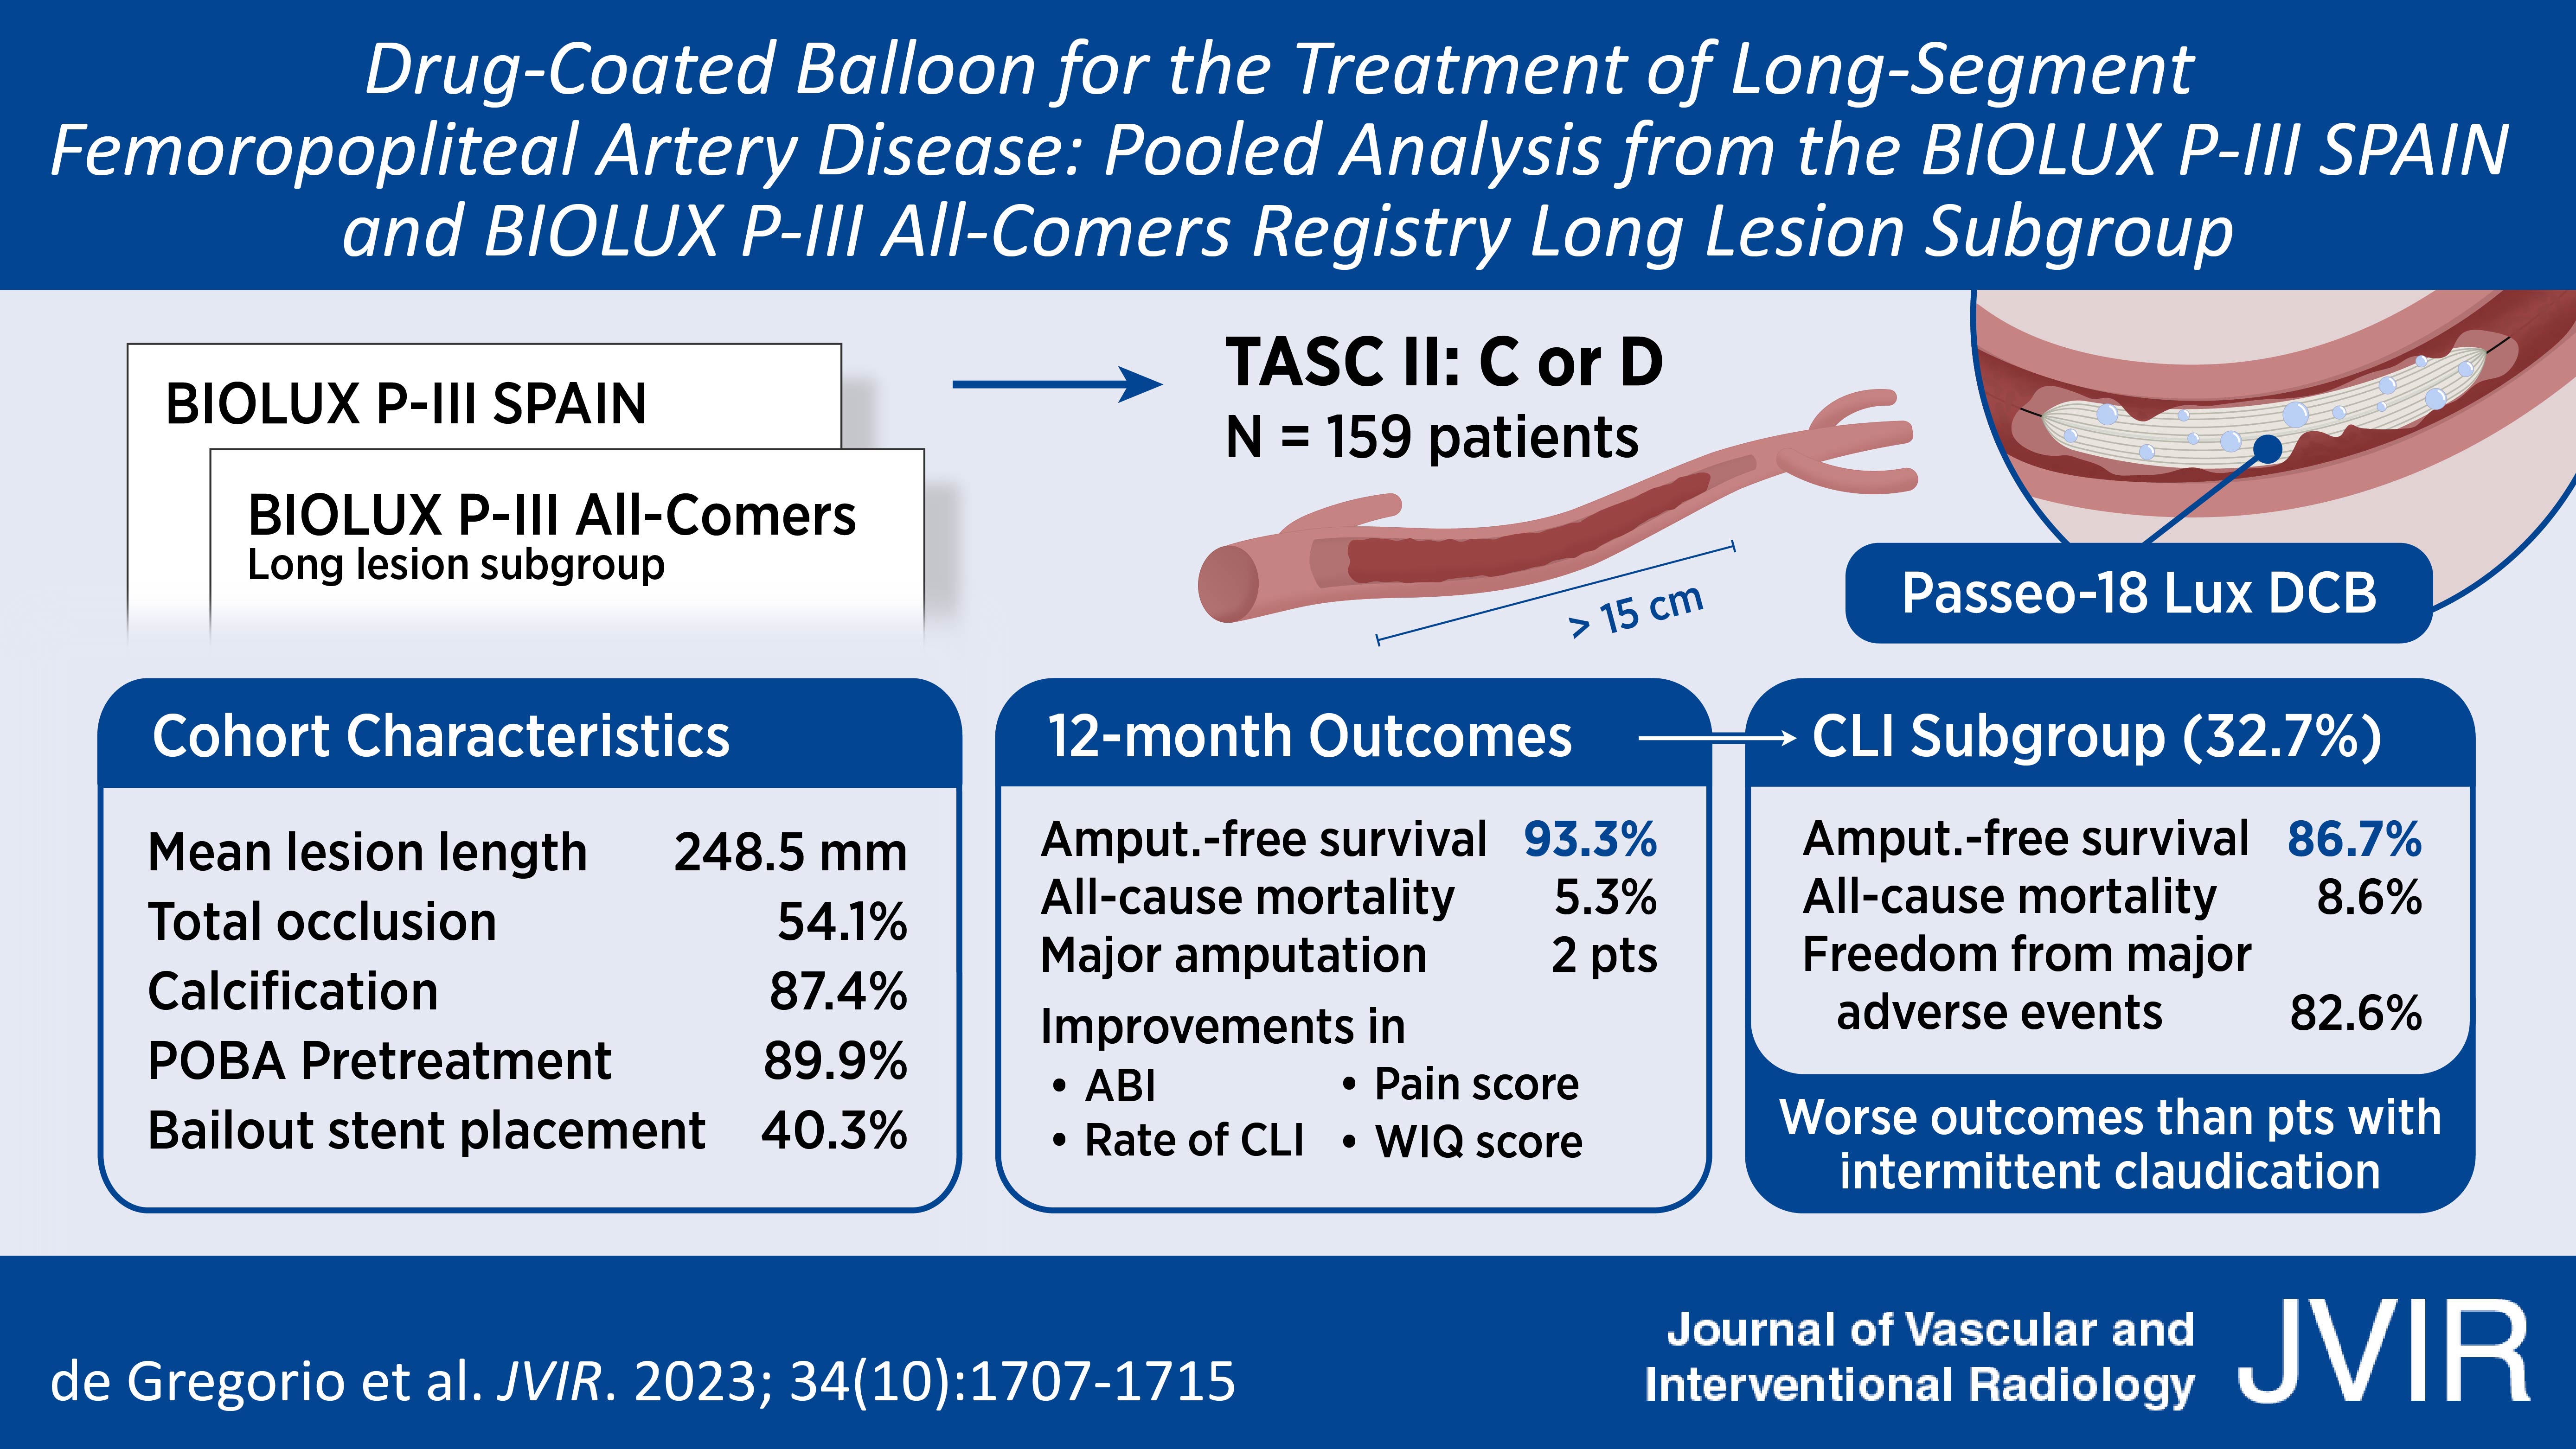 Drug-Coated Balloon for the Treatment of Long-Segment
Femoropopliteal Artery Disease: Pooled Analysis from the BIOLUX P-III SPAIN
and BIOLUX P-III All-Comers Registry Long Lesion Subgroup
BIOLUX P-III SPAIN
BIOLUX P-III All-Comers
Long lesion subgroup
TASC II: C or D
N = 159 patients
> 15 cm
Passeo-18 Lux DCB
Cohort Characteristics
Mean lesion length 248.5 mm
Total occlusion 54.1%
Calcification 87.4%
POBA Pretreatment 89.9%
Bailout stent placement 40.3%
12-month Outcomes
Amput.-free survival 93.3%
All-cause mortality 5.3%
Major amputation 2 pts
Improvements in
• ABI
• Rate of CLI
• Pain score
• WIQ score
CLI Subgroup (32.7%)
Amput.-free survival 86.7%
All-cause mortality 8.6%
Freedom from major
adverse events 82.6%
Worse outcomes than pts with
intermittent claudication
de Gregorio et al. JVIR. 2023; 34(10):1707-1715
Journal of Vascular and
Interventional Radiology
JVIR